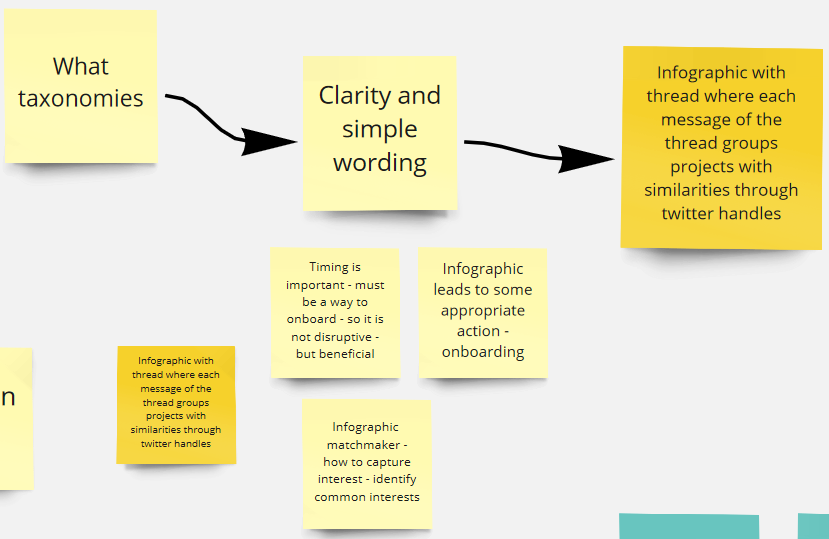 What
taxonomies
Clarity and
simple
wording
Infographic with
thread where each
message of the
thread groups
projects with
similarities through
twitter handles
Timing is
important - must
be a way to
onboard - so it is
not disruptive -
but beneficial
Infographic
leads to some
appropriate
action -
onboarding
n
Infographic with
thread where each
message of the
thread groups
projects with
similarities through
twitter handles
Infographic
matchmaker -
how to capture
interest - identify
common interests